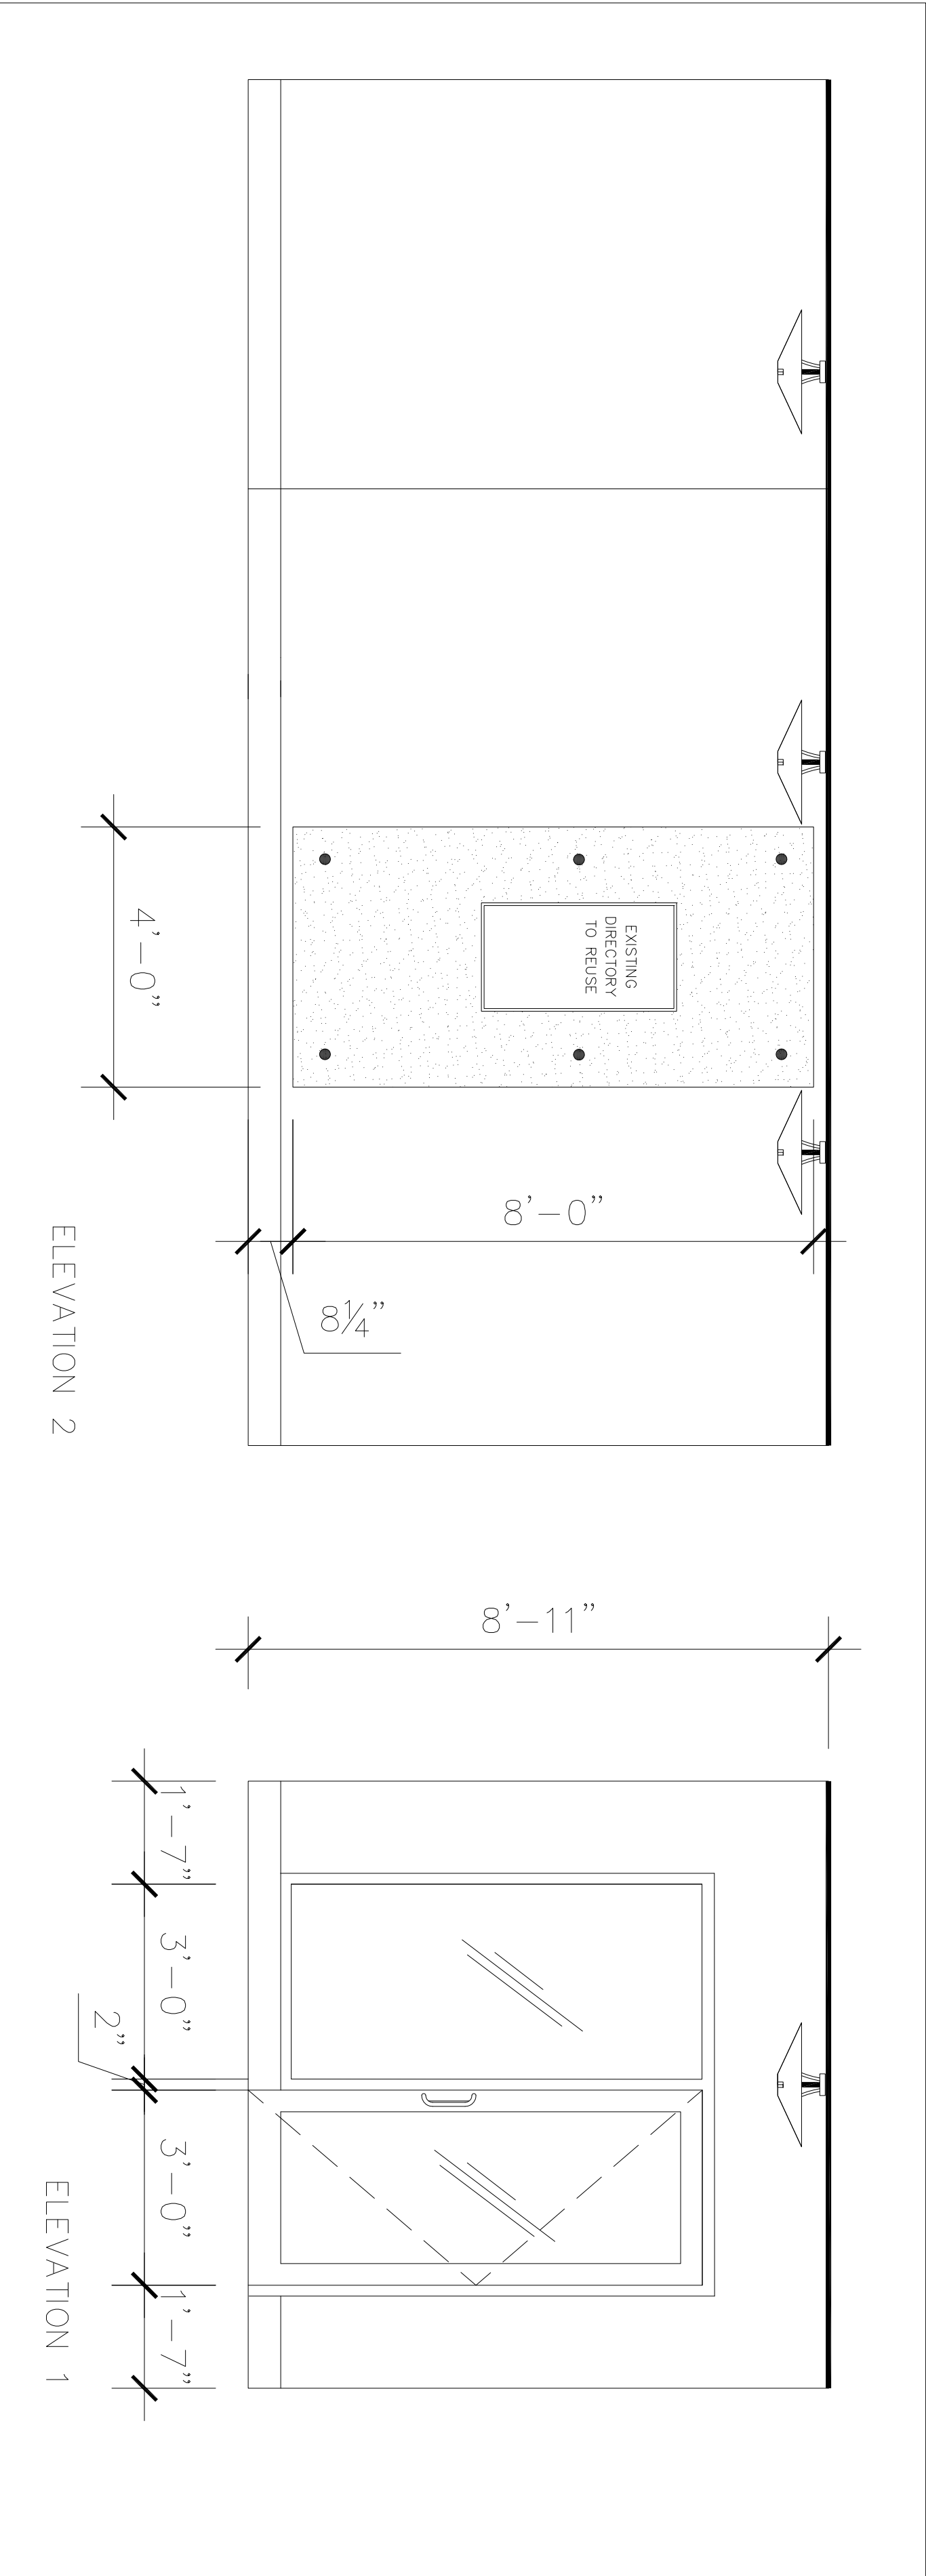 EXISTING
DIRECTORY
TO REUSE
4'-0"
8'-0"
8¼"
ELEVATION 2
8'-11"
1'-7"
3'-0"
2"
3'-0"
1'-7"
ELEVATION 1